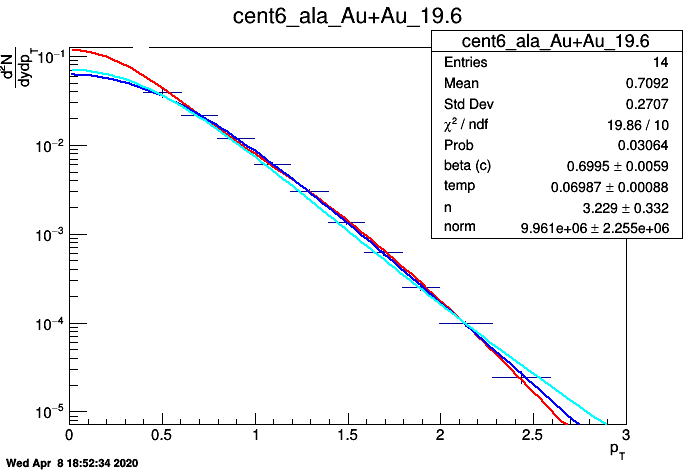 cent6_ala_Au+Au_19.6
cent6_ala_Au+Au_19.6
Entries 14
Mean 0.7092
Std Dev 0.2707
χ² / ndf 19.86 / 10
Prob 0.03064
beta (c) 0.6995 ± 0.0059
temp 0.06987 ± 0.00088
n 3.229 ± 0.332
norm 9.961e+06 ± 2.255e+06
d²N
dydp_T
10⁻¹
10⁻²
10⁻³
10⁻⁴
10⁻⁵
0 0.5 1 1.5 2 2.5 3
p_T
Wed Apr 8 18:52:34 2020